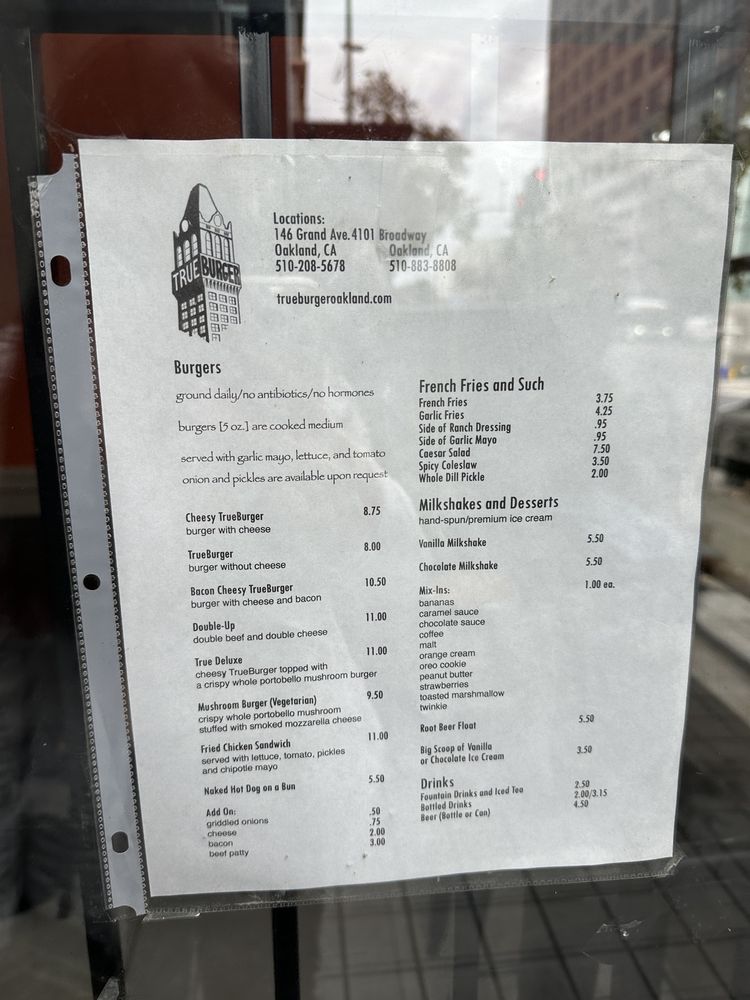 TRUE BURGER
Locations:
146 Grand Ave. 4101 Broadway
Oakland, CA Oakland, CA
510-208-5678 510-883-8808
trueburgeroakland.com
Burgers
ground daily/no antibiotics/no hormones
burgers [5 oz.] are cooked medium
served with garlic mayo, lettuce, and tomato
onion and pickles are available upon request
Cheesy TrueBurger 8.75
burger with cheese
TrueBurger 8.00
burger without cheese
Bacon Cheesy TrueBurger 10.50
burger with cheese and bacon
Double-Up 11.00
double beef and double cheese
True Deluxe 11.00
cheesy TrueBurger topped with
a crispy whole portobello mushroom burger
Mushroom Burger (Vegetarian) 9.50
crispy whole portobello mushroom
stuffed with smoked mozzarella cheese
Fried Chicken Sandwich 11.00
served with lettuce, tomato, pickles
and chipotle mayo
Naked Hot Dog on a Bun 5.50
Add On:
griddled onions .50
cheese .75
bacon 2.00
beef patty 3.00
French Fries and Such
French Fries 3.75
Garlic Fries 4.25
Side of Ranch Dressing .95
Side of Garlic Mayo .95
Caesar Salad 7.50
Spicy Coleslaw 3.50
Whole Dill Pickle 2.00
Milkshakes and Desserts
hand-spun/premium ice cream
Vanilla Milkshake 5.50
Chocolate Milkshake 5.50
Mix-Ins: 1.00 ea.
bananas
caramel sauce
chocolate sauce
coffee
malt
orange cream
oreo cookie
peanut butter
strawberries
toasted marshmallow
twinkie
Root Beer Float 5.50
Big Scoop of Vanilla
or Chocolate Ice Cream 3.50
Drinks
Fountain Drinks and Iced Tea 2.50
Bottled Drinks 2.00/3.15
Beer (Bottle or Can) 4.50